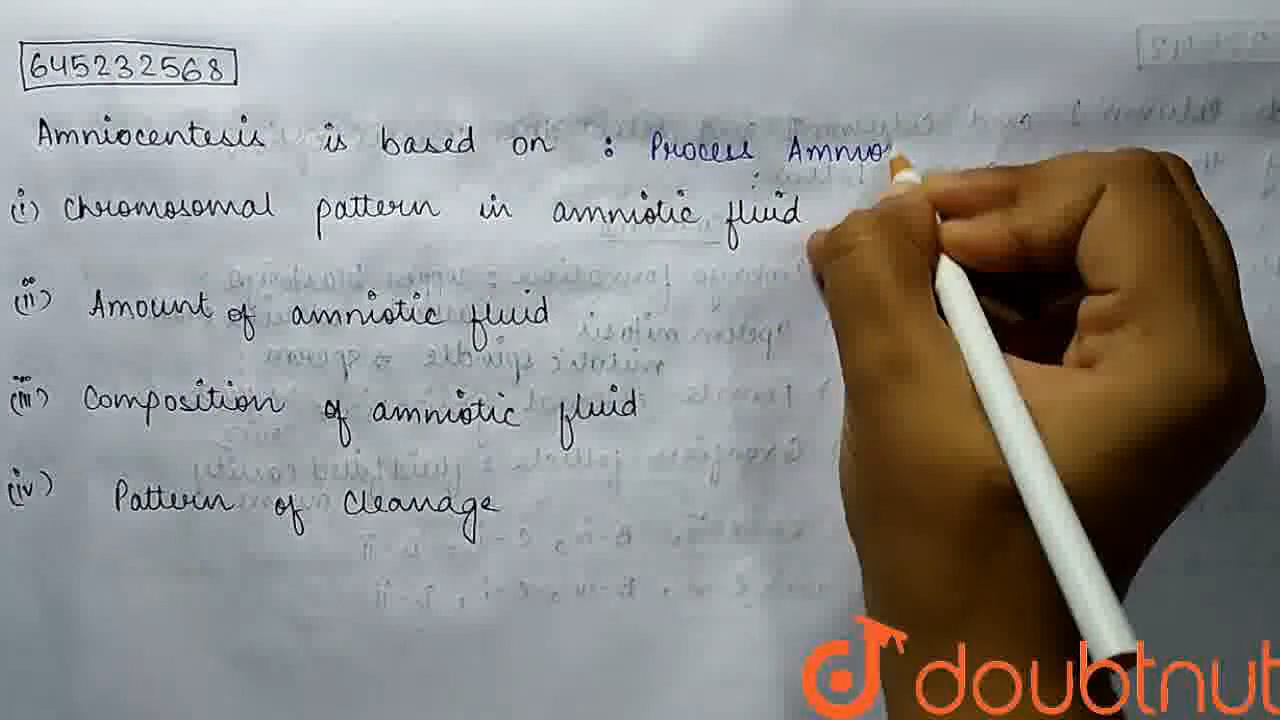 645232568
Amniocentesis is based on : Process Amnio
(i) Chromosomal pattern in amniotic fluid
(ii) Amount of amniotic fluid
(iii) Composition of amniotic fluid
(iv) Pattern of Cleanage
doubtnut